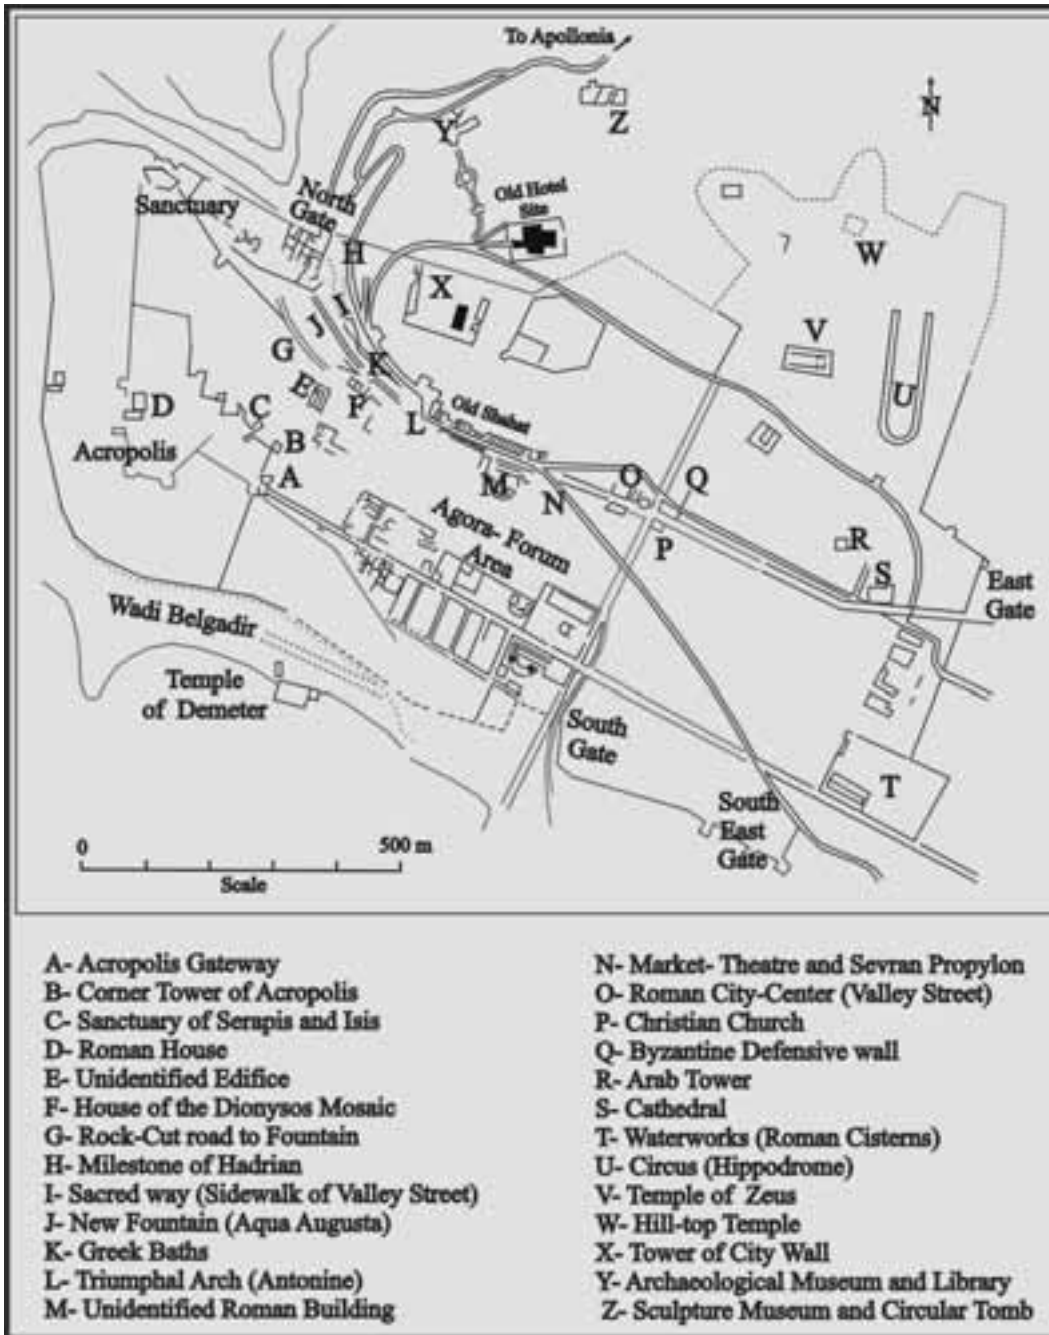 To Apollonia
Z
N
Y
Old Hotel
Site
Sanctuary
North
Gate
H
W
X
I
J
V
G
K
E
F
U
D
C
L
Old Shahat
B
Acropolis
A
M
N
O
Q
Agora- Forum
Area
P
R
S
East
Gate
Wadi Belgadir
Temple
of Demeter
South
Gate
T
South
East
Gate
0
500 m
Scale
A- Acropolis Gateway
B- Corner Tower of Acropolis
C- Sanctuary of Serapis and Isis
D- Roman House
E- Unidentified Edifice
F- House of the Dionysos Mosaic
G- Rock-Cut road to Fountain
H- Milestone of Hadrian
I- Sacred way (Sidewalk of Valley Street)
J- New Fountain (Aqua Augusta)
K- Greek Baths
L- Triumphal Arch (Antonine)
M- Unidentified Roman Building
N- Market- Theatre and Sevran Propylon
O- Roman City-Center (Valley Street)
P- Christian Church
Q- Byzantine Defensive wall
R- Arab Tower
S- Cathedral
T- Waterworks (Roman Cisterns)
U- Circus (Hippodrome)
V- Temple of Zeus
W- Hill-top Temple
X- Tower of City Wall
Y- Archaeological Museum and Library
Z- Sculpture Museum and Circular Tomb